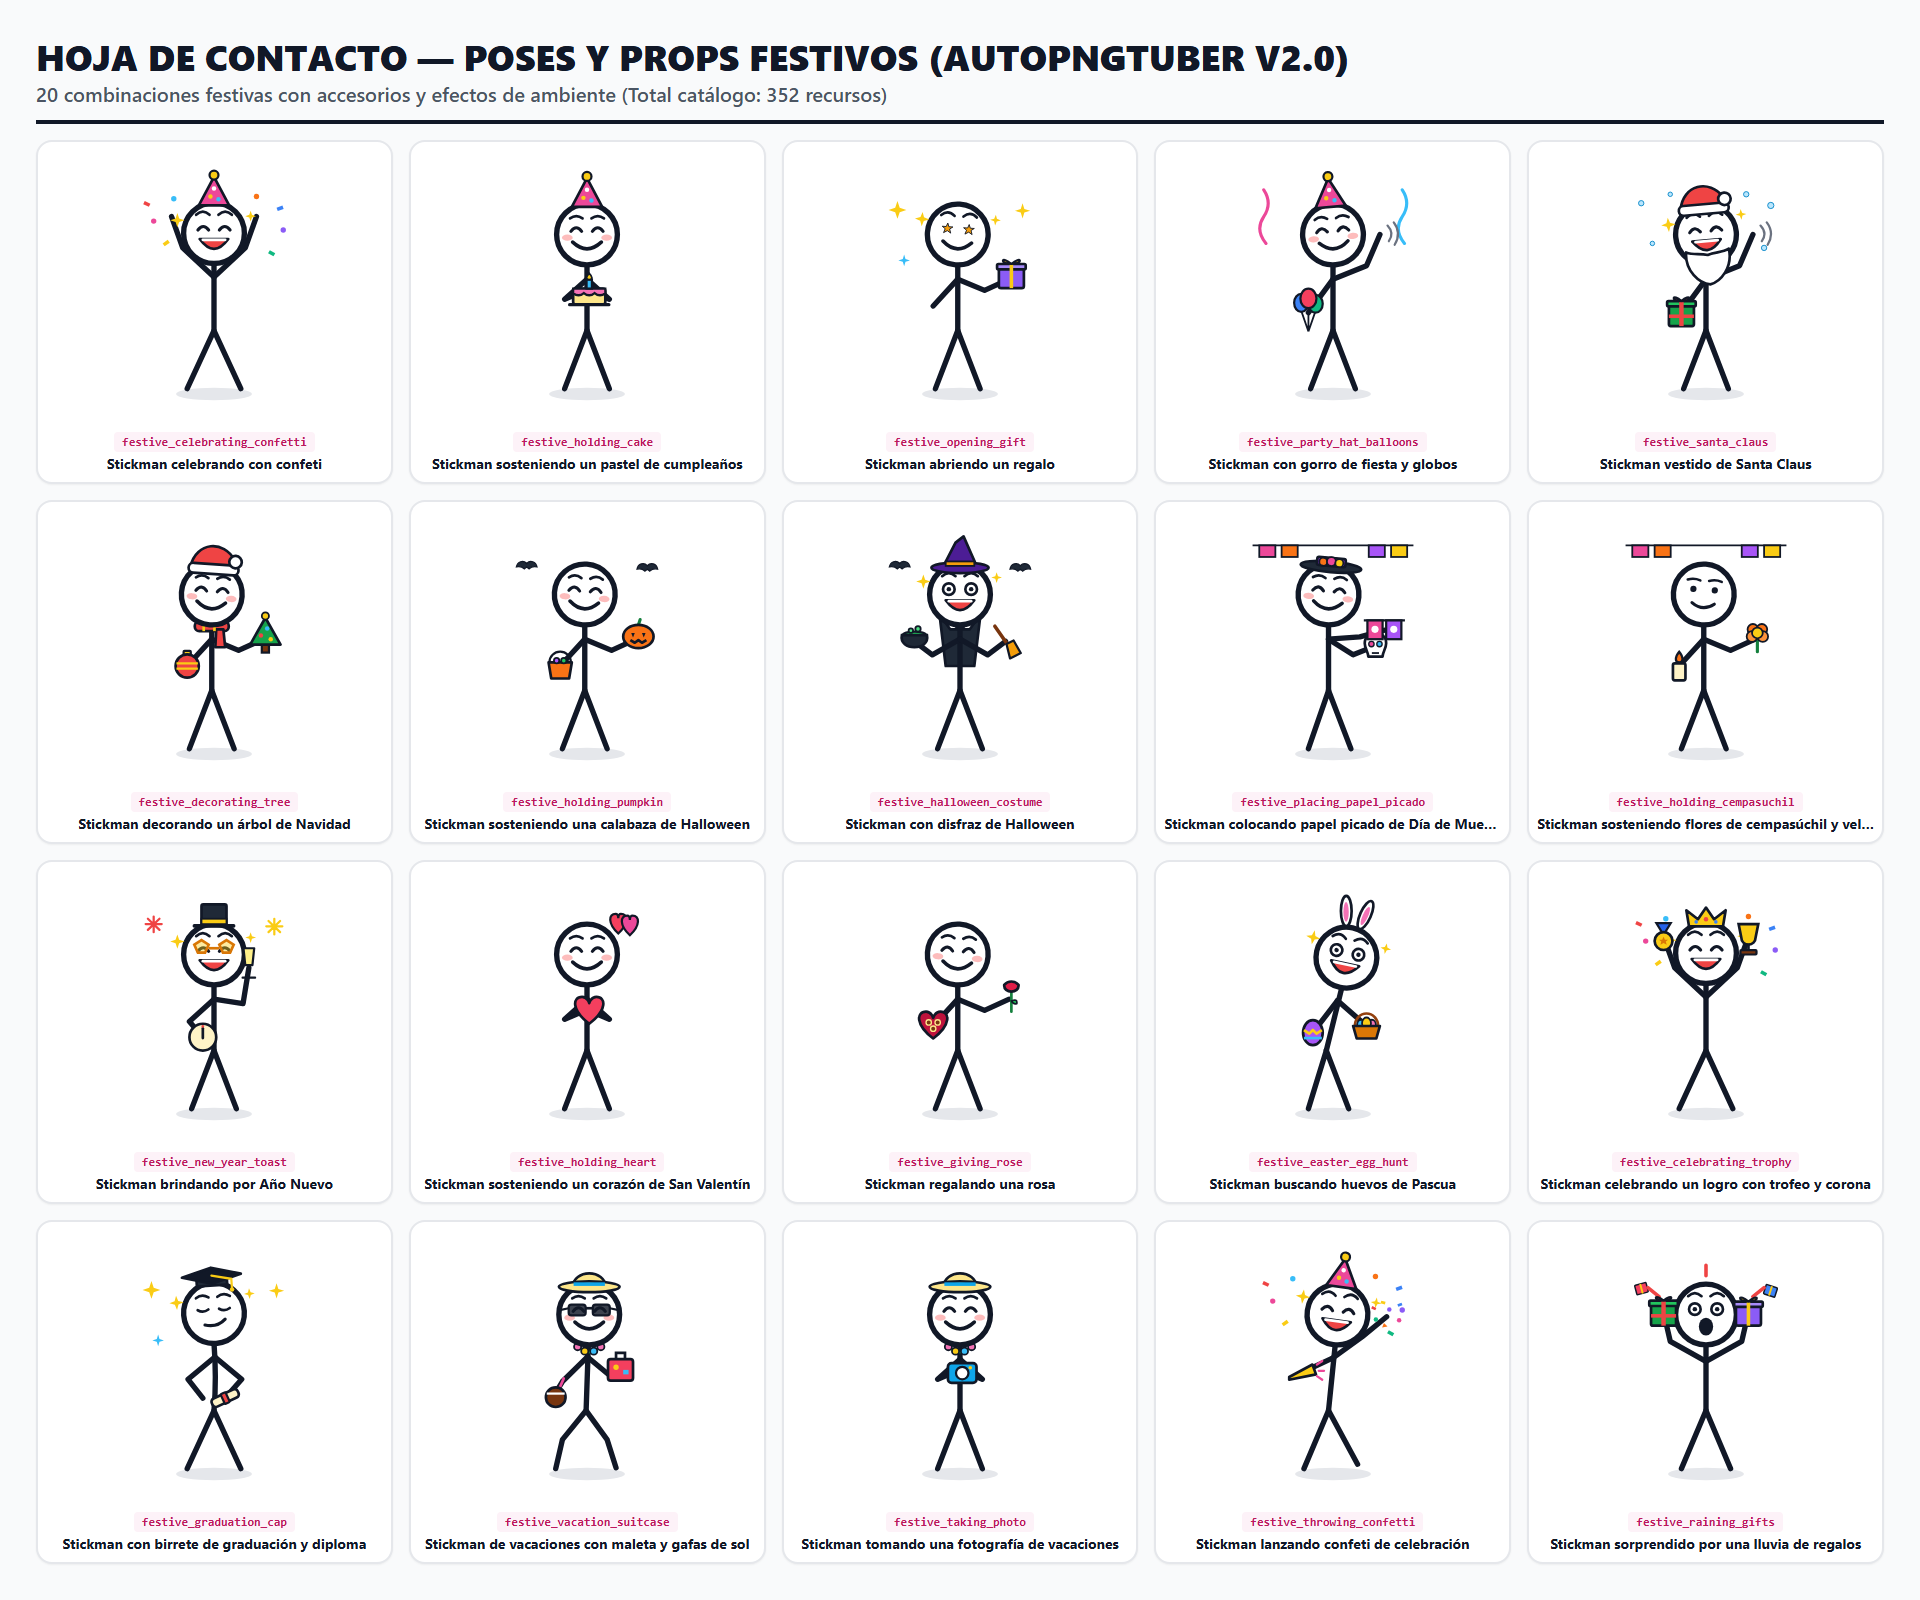 HOJA DE CONTACTO — POSES Y PROPS FESTIVOS (AUTOPNGTUBER V2.0)
20 combinaciones festivas con accesorios y efectos de ambiente (Total catálogo: 352 recursos)
festive_celebrating_confetti
Stickman celebrando con confeti
festive_holding_cake
Stickman sosteniendo un pastel de cumpleaños
festive_opening_gift
Stickman abriendo un regalo
festive_party_hat_balloons
Stickman con gorro de fiesta y globos
festive_santa_claus
Stickman vestido de Santa Claus
festive_decorating_tree
Stickman decorando un árbol de Navidad
festive_holding_pumpkin
Stickman sosteniendo una calabaza de Halloween
festive_halloween_costume
Stickman con disfraz de Halloween
festive_placing_papel_picado
Stickman colocando papel picado de Día de Mue...
festive_holding_cempasuchil
Stickman sosteniendo flores de cempasúchil y vel...
festive_new_year_toast
Stickman brindando por Año Nuevo
festive_holding_heart
Stickman sosteniendo un corazón de San Valentín
festive_giving_rose
Stickman regalando una rosa
festive_easter_egg_hunt
Stickman buscando huevos de Pascua
festive_celebrating_trophy
Stickman celebrando un logro con trofeo y corona
festive_graduation_cap
Stickman con birrete de graduación y diploma
festive_vacation_suitcase
Stickman de vacaciones con maleta y gafas de sol
festive_taking_photo
Stickman tomando una fotografía de vacaciones
festive_throwing_confetti
Stickman lanzando confeti de celebración
festive_raining_gifts
Stickman sorprendido por una lluvia de regalos